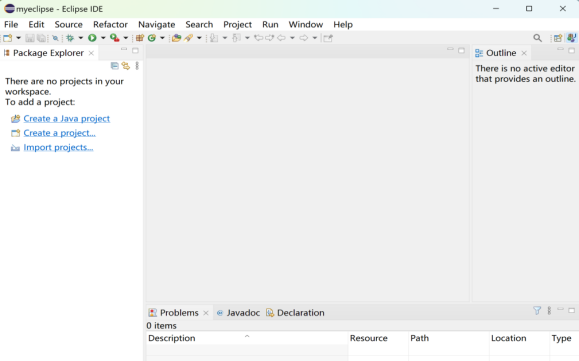 myeclipse - Eclipse IDE
File Edit Source Refactor Navigate Search Project Run Window Help
Package Explorer
There are no projects in your
workspace.
To add a project:
Create a Java project
Create a project...
Import projects...
Outline
There is no active editor
that provides an outline.
Problems Javadoc Declaration
0 items
Description Resource Path Location Type